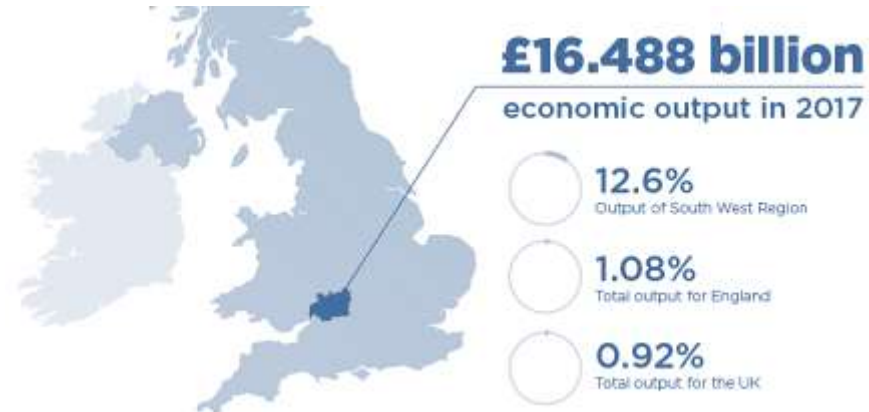 £16.488 billion
economic output in 2017
12.6%
Output of South West Region
1.08%
Total output for England
0.92%
Total output for the UK